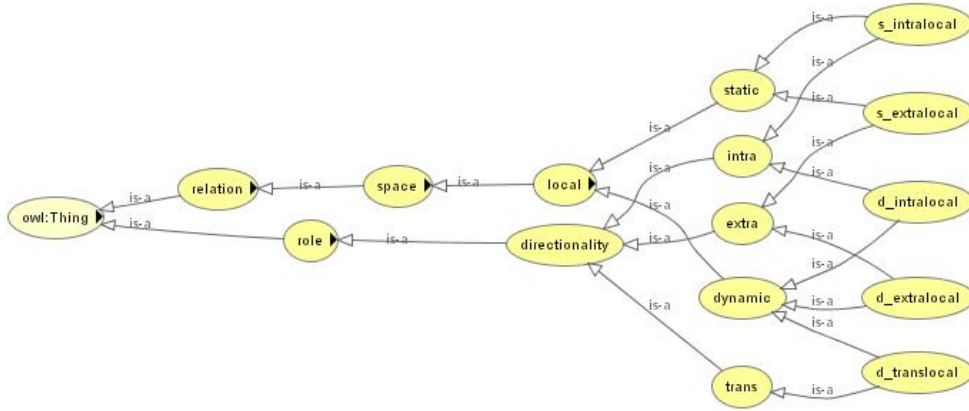 s_intralocal
is-a
is-a
static
is-a
s_extralocal
is-a
is-a
intra
is-a
is-a
relation
is-a
space
is-a
local
is-a
d_intralocal
is-a
owl:Thing
is-a
is-a
role
is-a
directionality
is-a
extra
is-a
is-a
dynamic
is-a
d_extralocal
is-a
is-a
trans
is-a
d_translocal